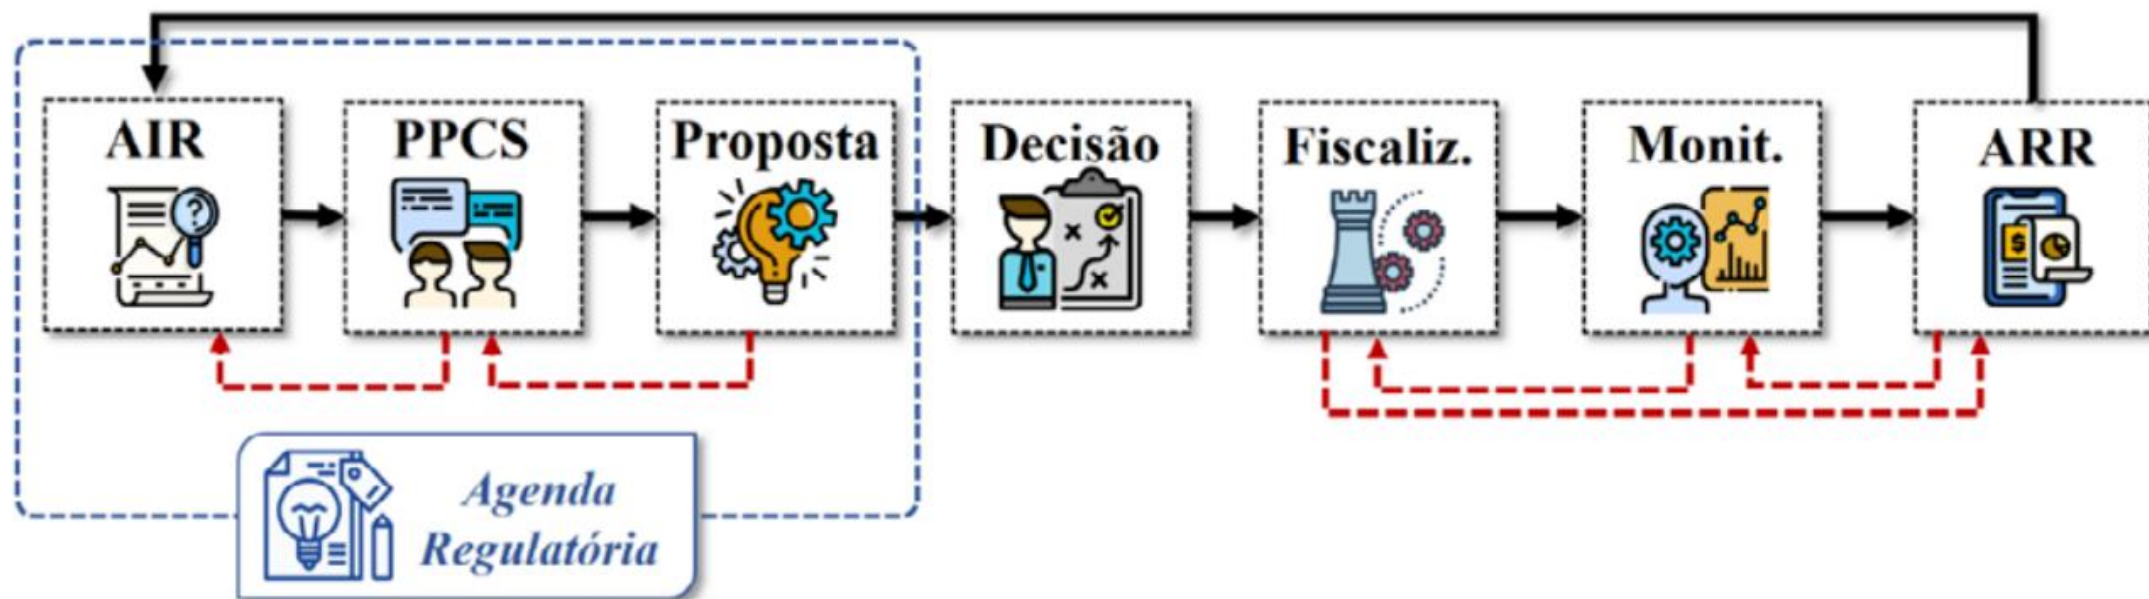 AIR
PPCS
Proposta
Decisão
Fiscaliz.
Monit.
ARR
?
$
Agenda
Regulatória